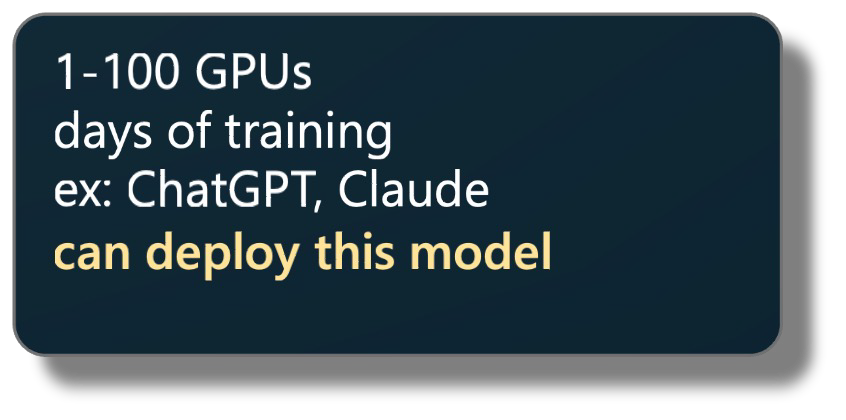 1-100 GPUs
days of training
ex: ChatGPT, Claude
can deploy this model